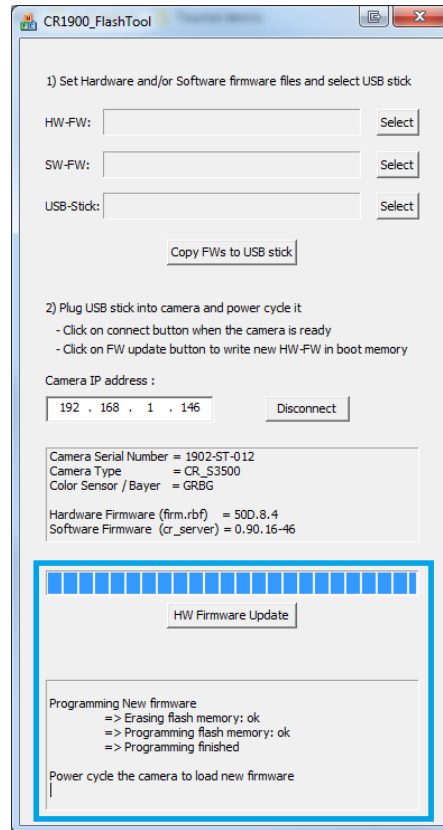 CR1900_FlashTool
1) Set Hardware and/or Software firmware files and select USB stick
HW-FW: Select
SW-FW: Select
USB-Stick: Select
Copy FWs to USB stick
2) Plug USB stick into camera and power cycle it
- Click on connect button when the camera is ready
- Click on FW update button to write new HW-FW in boot memory
Camera IP address :
192 . 168 . 1 . 146 Disconnect
Camera Serial Number = 1902-ST-012
Camera Type = CR_S3500
Color Sensor / Bayer = GRBG
Hardware Firmware (firm.rbf) = 50D.8.4
Software Firmware (cr_server) = 0.90.16-46
HW Firmware Update
Programming New firmware
=> Erasing flash memory: ok
=> Programming flash memory: ok
=> Programming finished
Power cycle the camera to load new firmware